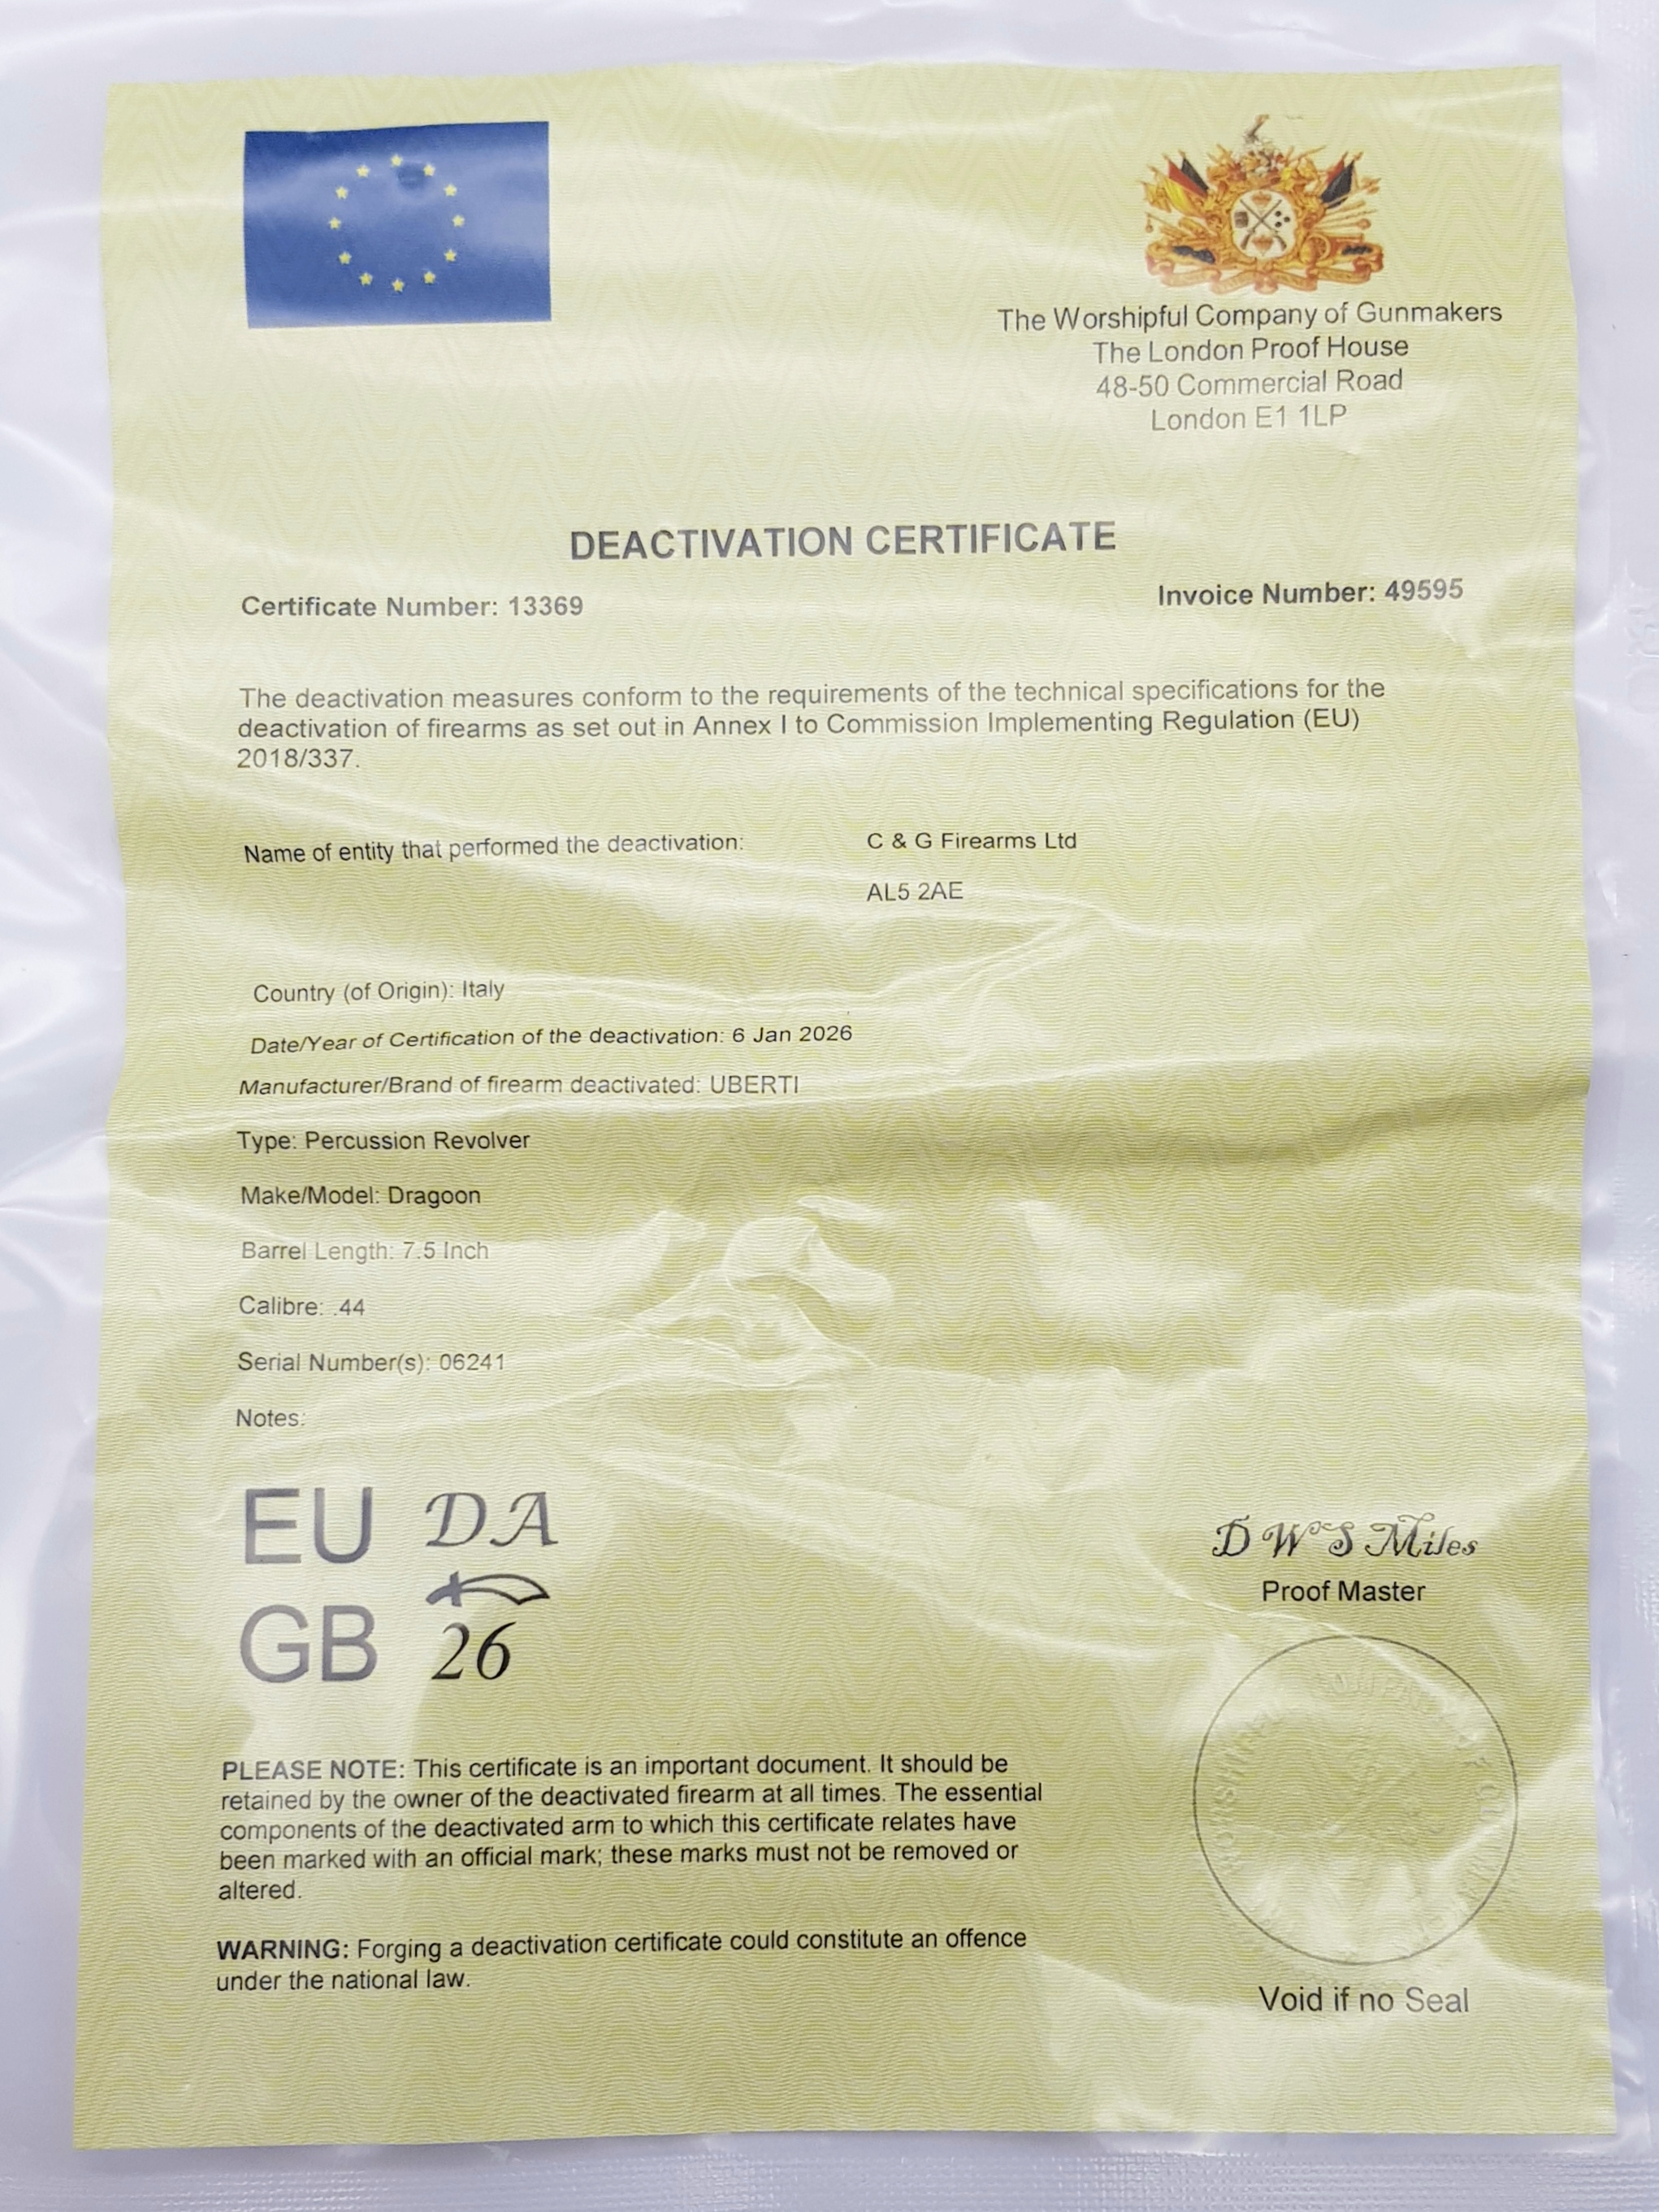 The Worshipful Company of Gunmakers
The London Proof House
48-50 Commercial Road
London E1 1LP
DEACTIVATION CERTIFICATE
Certificate Number: 13369
Invoice Number: 49595
The deactivation measures conform to the requirements of the technical specifications for the
deactivation of firearms as set out in Annex I to Commission Implementing Regulation (EU)
2018/337.
Name of entity that performed the deactivation:
C & G Firearms Ltd
AL5 2AE
Country (of Origin): Italy
Date/Year of Certification of the deactivation: 6 Jan 2026
Manufacturer/Brand of firearm deactivated: UBERTI
Type: Percussion Revolver
Make/Model: Dragoon
Barrel Length: 7.5 Inch
Calibre: .44
Serial Number(s): 06241
Notes:
EU DA
GB 26
D W S Miles
Proof Master
PLEASE NOTE: This certificate is an important document. It should be
retained by the owner of the deactivated firearm at all times. The essential
components of the deactivated arm to which this certificate relates have
been marked with an official mark; these marks must not be removed or
altered.
WARNING: Forging a deactivation certificate could constitute an offence
under the national law.
Void if no Seal